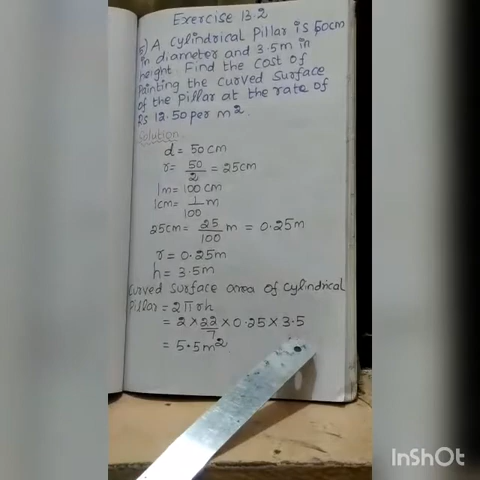 Exercise 13.2
6) A cylindrical Pillar is 50cm
in diameter and 3.5m in
height. Find the cost of
Painting the curved Surface
of the Pillar at the rate of
Rs 12.50 per m².
Solution.
d = 50 cm
r = 50/2 = 25cm
1m = 100 cm
1cm = 1/100 m
25cm = 25/100 m = 0.25m
r = 0.25m
h = 3.5m
Curved Surface area of Cylindrical
Pillar = 2πrh
= 2 × 22/7 × 0.25 × 3.5
= 5.5m²
InShOt